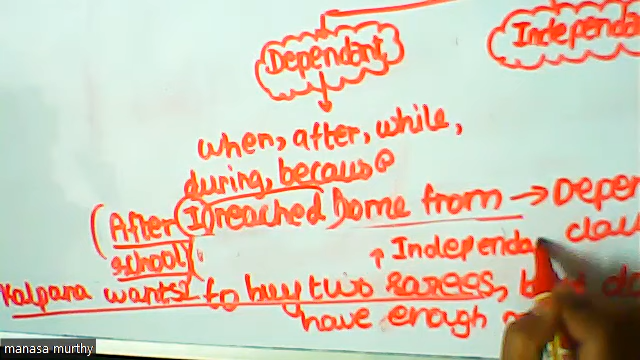 Dependant Independa
when, after, while,
during, because
(After I reached home from → Depen
school) clau
↑ Independa
Kalpana wants to buy two sarees, b
have enough
manasa murthy